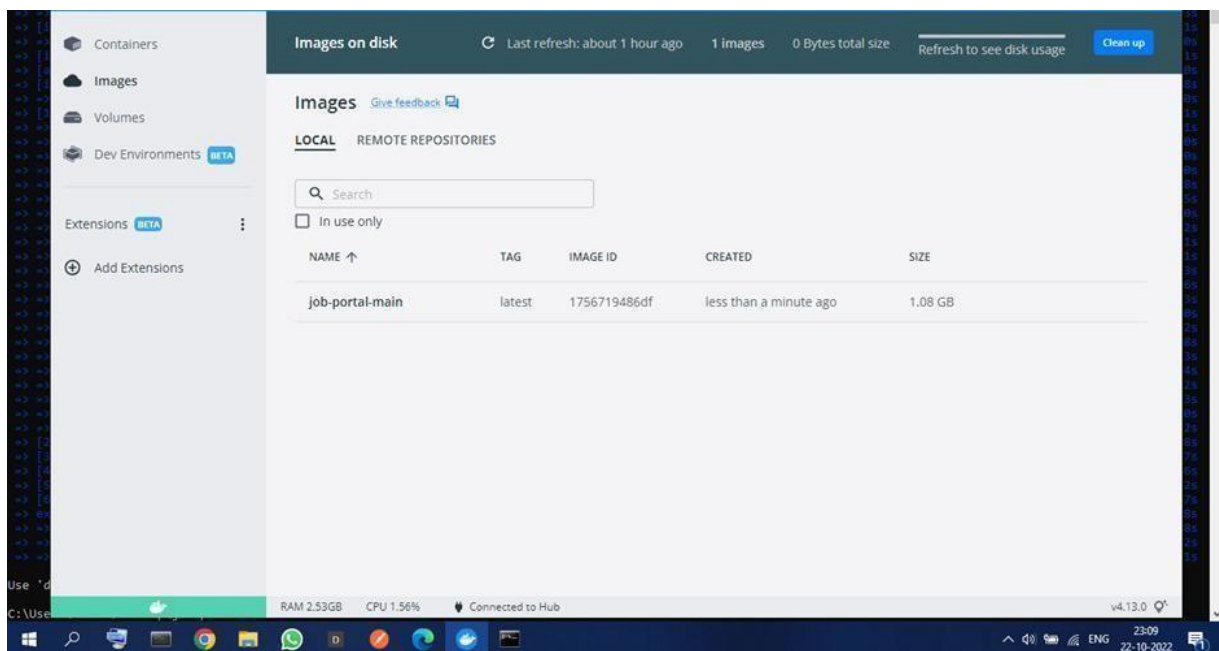 Containers
Images
Volumes
Dev Environments BETA
Extensions BETA
Add Extensions
Images on disk
Last refresh: about 1 hour ago
1 images
0 Bytes total size
Refresh to see disk usage
Clean up
Images Give feedback
LOCAL REMOTE REPOSITORIES
Search
In use only
NAME TAG IMAGE ID CREATED SIZE
job-portal-main latest 1756719486df less than a minute ago 1.08 GB
Use 'd
C:\Use
RAM 2.53GB CPU 1.56% Connected to Hub v4.13.0
ENG
23:09
22-10-2022